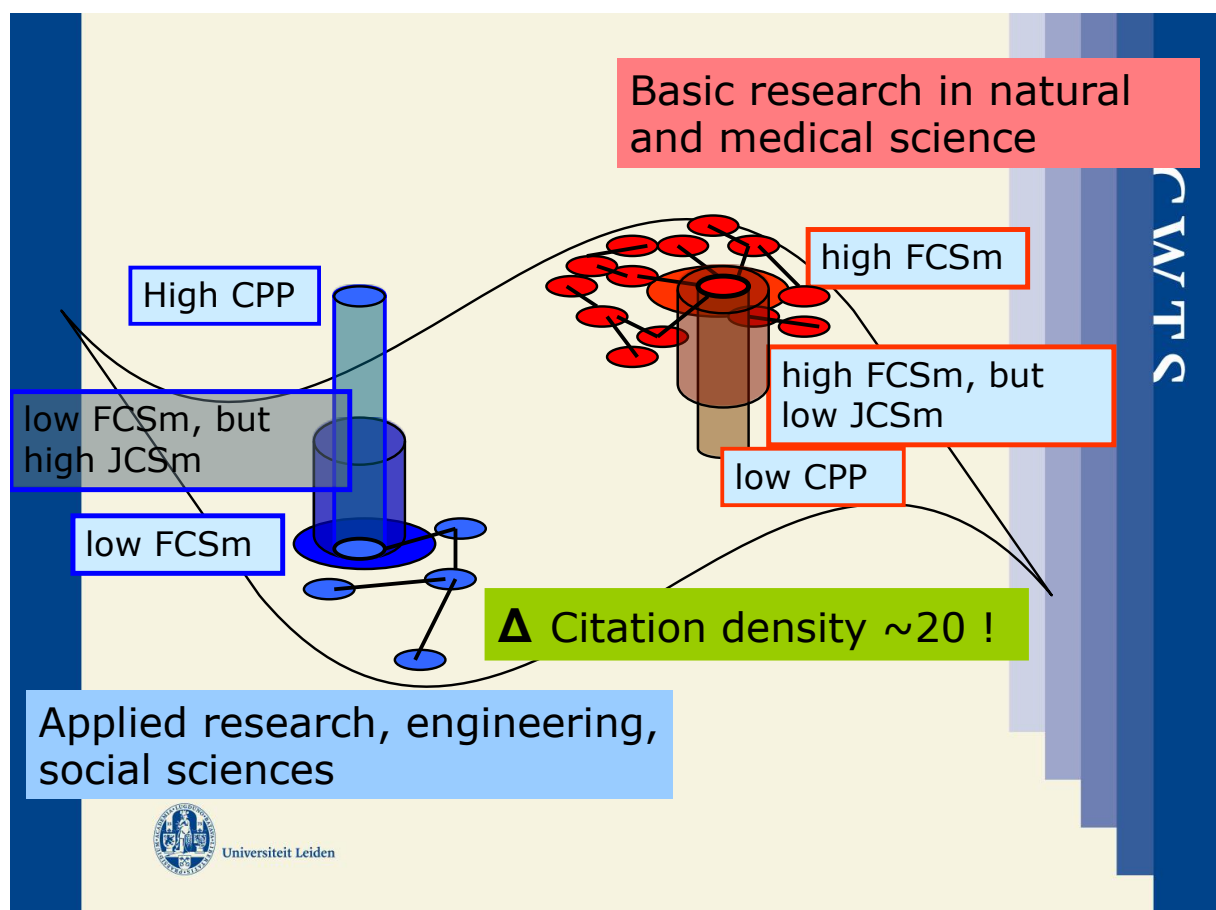 Basic research in natural
and medical science
CWTS
high FCSm
High CPP
high FCSm, but
low JCSm
low FCSm, but
high JCSm
low CPP
low FCSm
Δ Citation density ~20 !
Applied research, engineering,
social sciences
Universiteit Leiden